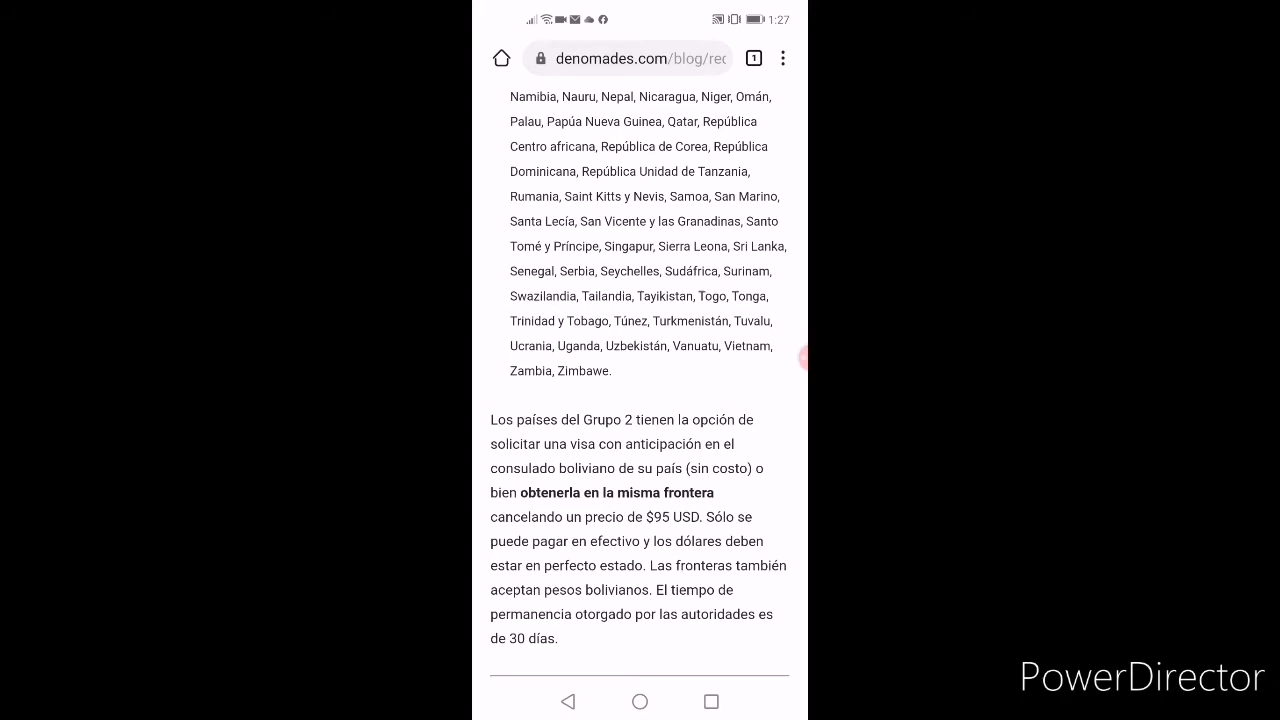 1:27
denomades.com/blog/rec
1
Namibia, Nauru, Nepal, Nicaragua, Niger, Omán,
Palau, Papúa Nueva Guinea, Qatar, República
Centro africana, República de Corea, República
Dominicana, República Unidad de Tanzania,
Rumania, Saint Kitts y Nevis, Samoa, San Marino,
Santa Lecía, San Vicente y las Granadinas, Santo
Tomé y Príncipe, Singapur, Sierra Leona, Sri Lanka,
Senegal, Serbia, Seychelles, Sudáfrica, Surinam,
Swazilandia, Tailandia, Tayikistan, Togo, Tonga,
Trinidad y Tobago, Túnez, Turkmenistán, Tuvalu,
Ucrania, Uganda, Uzbekistán, Vanuatu, Vietnam,
Zambia, Zimbawe.
Los países del Grupo 2 tienen la opción de
solicitar una visa con anticipación en el
consulado boliviano de su país (sin costo) o
bien obtenerla en la misma frontera
cancelando un precio de $95 USD. Sólo se
puede pagar en efectivo y los dólares deben
estar en perfecto estado. Las fronteras también
aceptan pesos bolivianos. El tiempo de
permanencia otorgado por las autoridades es
de 30 días.
PowerDirector